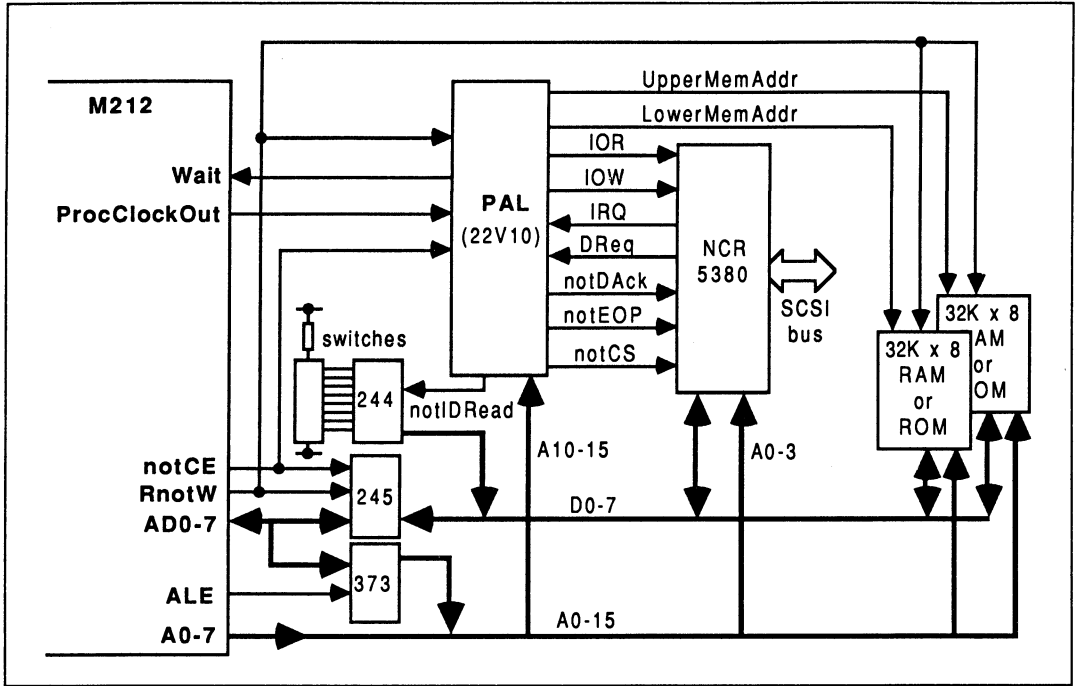 M212
Wait
ProcClockOut
notCE
RnotW
AD0-7
ALE
A0-7
PAL
(22V10)
UpperMemAddr
LowerMemAddr
IOR
IOW
IRQ
DReq
notDAck
notEOP
notCS
NCR
5380
SCSI
bus
switches
244
notIDRead
245
373
A10-15
A0-3
D0-7
A0-15
32K x 8
RAM
or
ROM
32K x 8
AM
or
OM